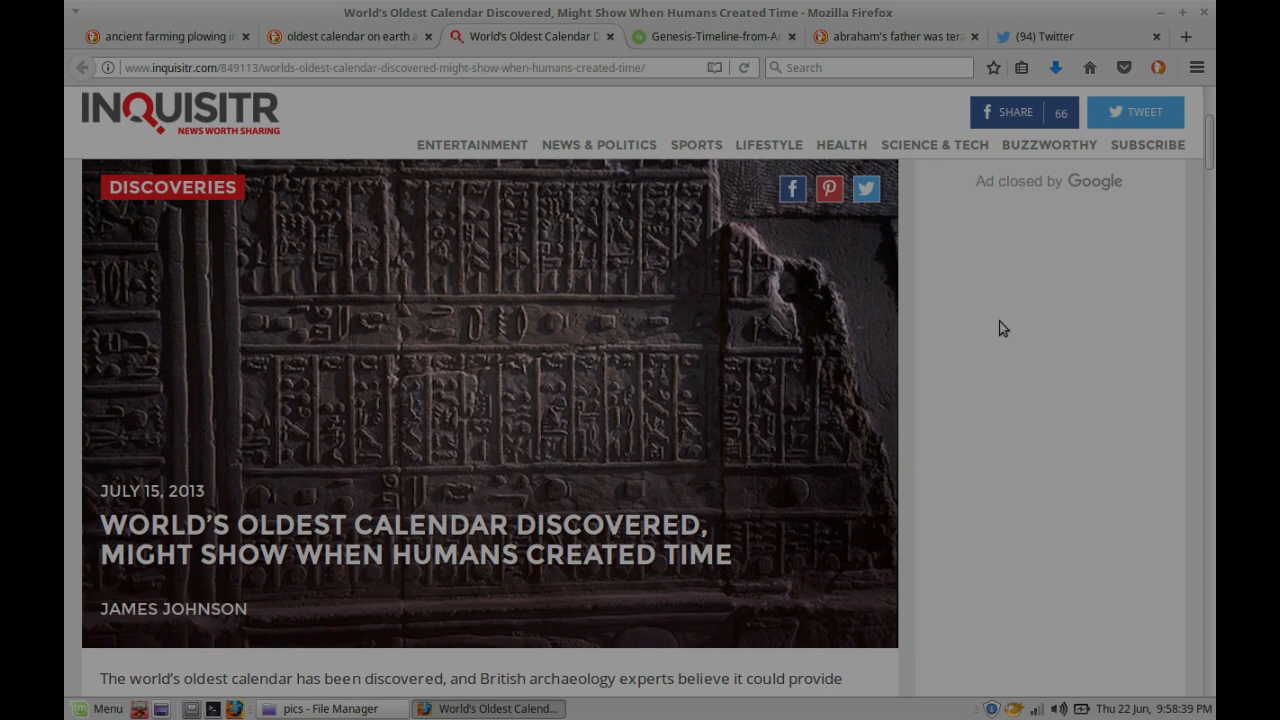 World's Oldest Calendar Discovered, Might Show When Humans Created Time - Mozilla Firefox
ancient farming plowing i
oldest calendar on earth a
World's Oldest Calendar D
Genesis-Timeline-from-Ac
abraham's father was tera
(94) Twitter
www.inquisitr.com/849113/worlds-oldest-calendar-discovered-might-show-when-humans-created-time/
Search
INQUISITR
NEWS WORTH SHARING
SHARE 66
TWEET
ENTERTAINMENT NEWS & POLITICS SPORTS LIFESTYLE HEALTH SCIENCE & TECH BUZZWORTHY SUBSCRIBE
DISCOVERIES
Ad closed by Google
JULY 15, 2013
WORLD'S OLDEST CALENDAR DISCOVERED,
MIGHT SHOW WHEN HUMANS CREATED TIME
JAMES JOHNSON
The world's oldest calendar has been discovered, and British archaeology experts believe it could provide
Menu
pics - File Manager
World's Oldest Calend...
Thu 22 Jun, 9:58:39 PM